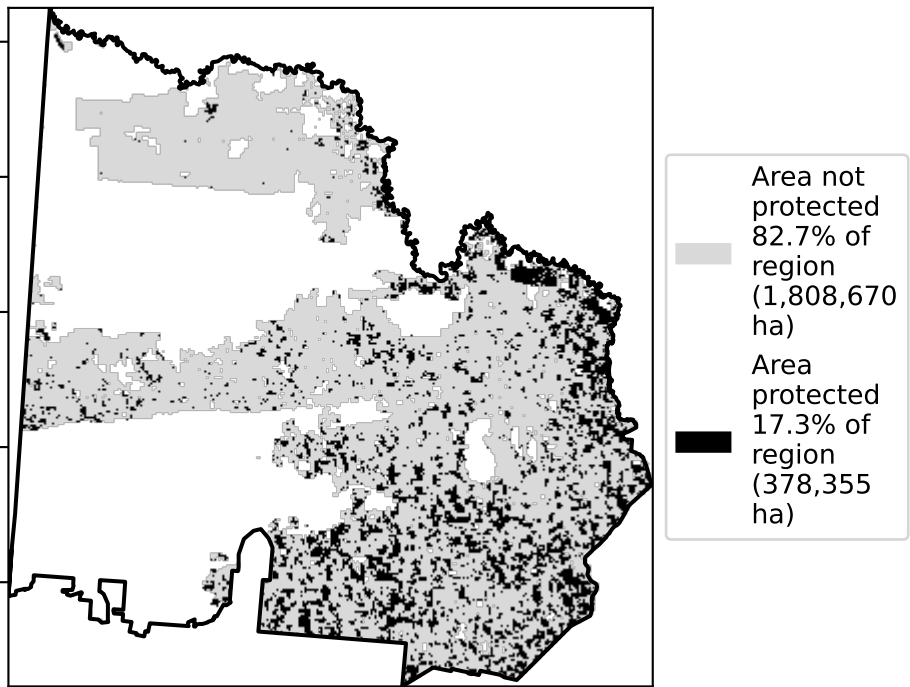 Area not
protected
82.7% of
region
(1,808,670
ha)
Area
protected
17.3% of
region
(378,355
ha)